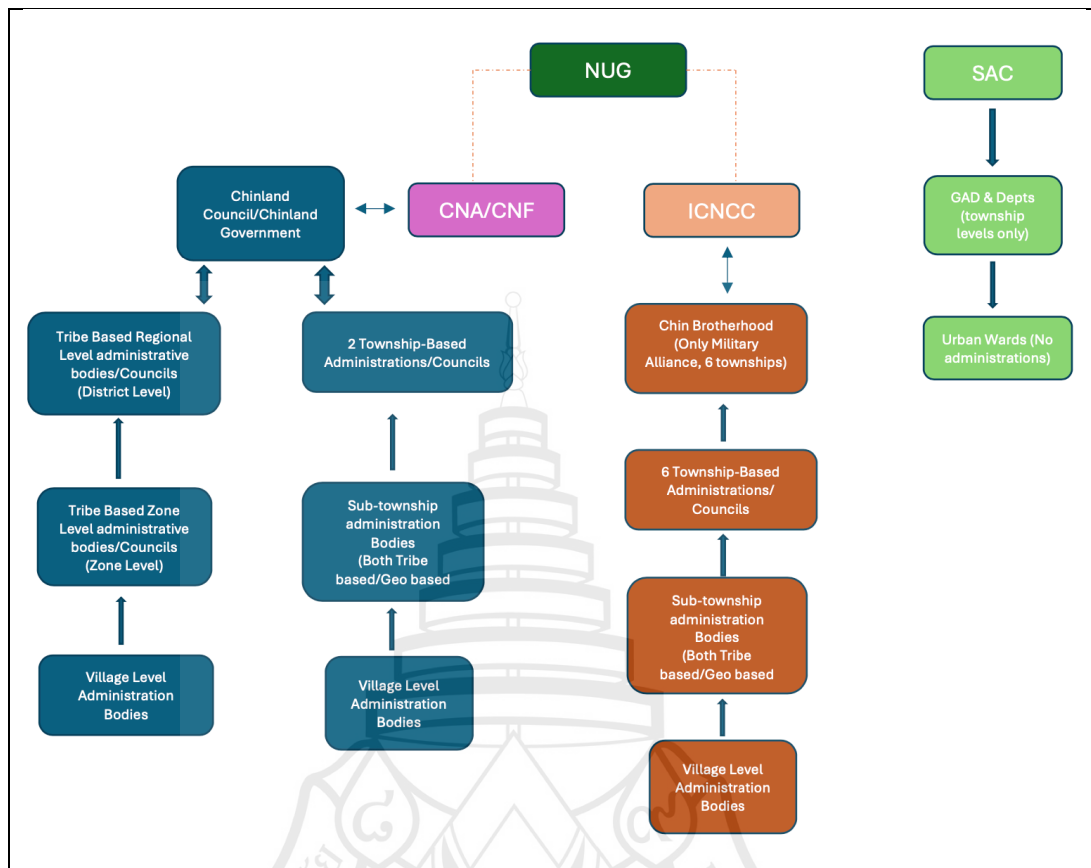 NUG
SAC
Chinland
Council/Chinland
Government
CNA/CNF
ICNCC
GAD & Depts
(township
levels only)
Tribe Based Regional
Level administrative
bodies/Councils
(District Level)
2 Township-Based
Administrations/Councils
Chin Brotherhood
(Only Military
Alliance, 6 townships)
Urban Wards (No
administrations)
Tribe Based Zone
Level administrative
bodies/Councils
(Zone Level)
Sub-township
administration
Bodies
(Both Tribe
based/Geo based
6 Township-Based
Administrations/
Councils
Sub-township
administration
Bodies
(Both Tribe
based/Geo based
Village Level
Administration
Bodies
Village Level
Administration
Bodies
Village Level
Administration
Bodies